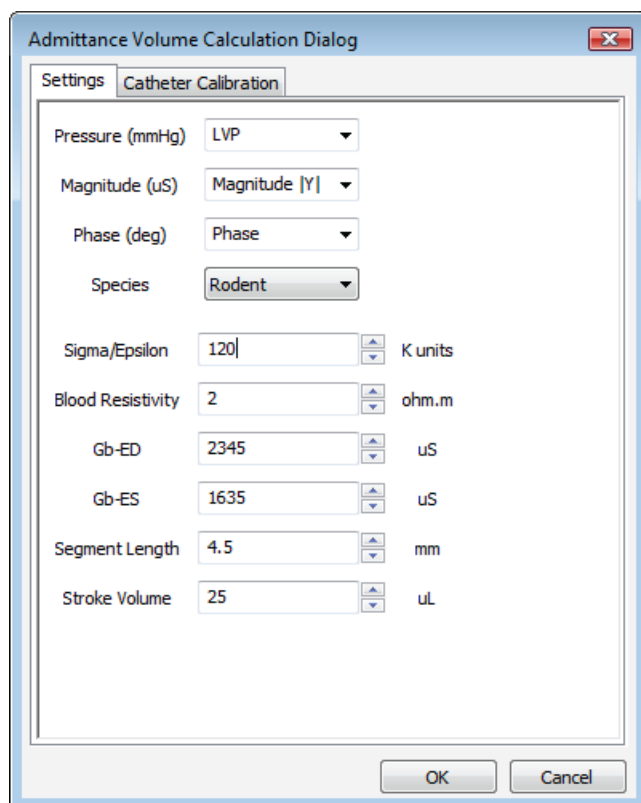 Admittance Volume Calculation Dialog
Settings Catheter Calibration
Pressure (mmHg) LVP
Magnitude (uS) Magnitude |Y|
Phase (deg) Phase
Species Rodent
Sigma/Epsilon 120 K units
Blood Resistivity 2 ohm.m
Gb-ED 2345 uS
Gb-ES 1635 uS
Segment Length 4.5 mm
Stroke Volume 25 uL
OK Cancel